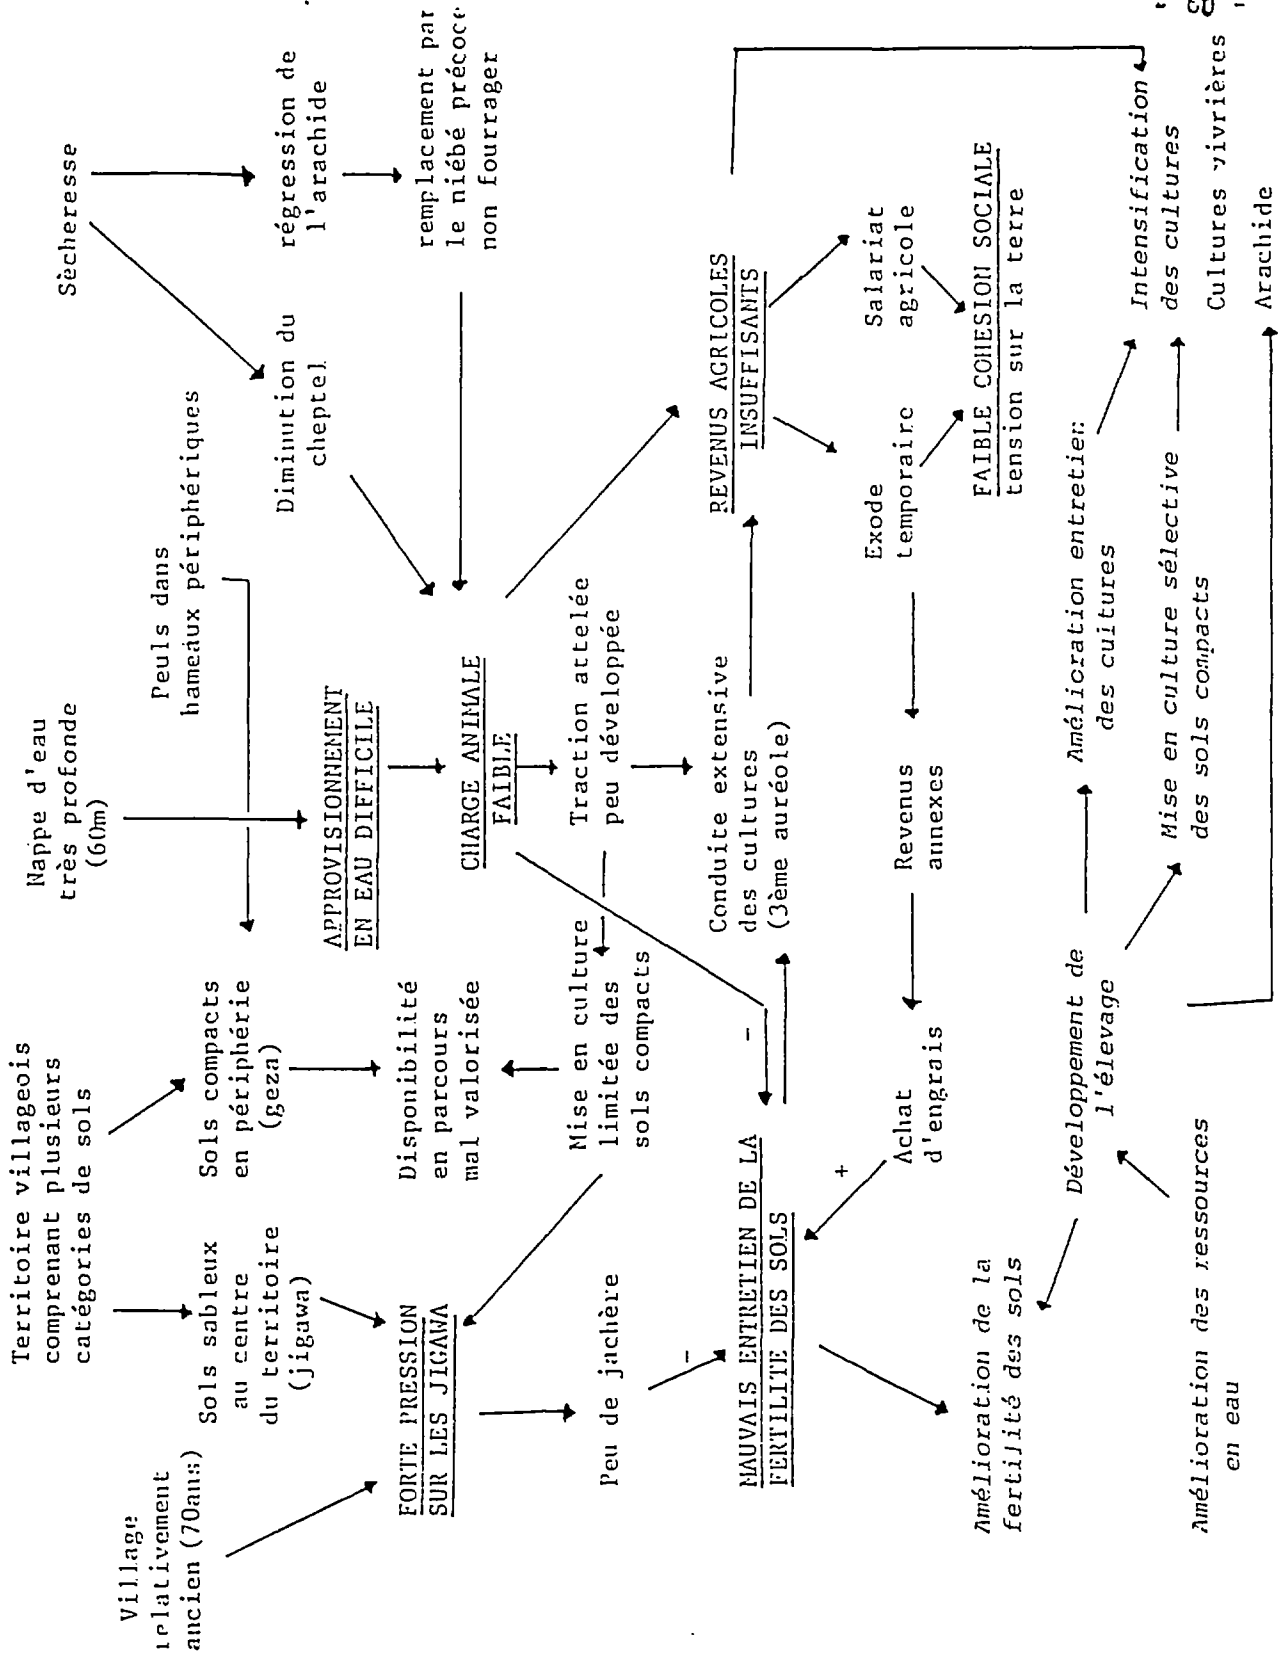 Territoire villageois
comprenant plusieurs
catégories de sols
Nappe d'eau
très profonde
(60m)
Sècheresse
Village
relativement
ancien (70ans)
Sols sableux
au centre
du territoire
(jigawa)
Sols compacts
en périphérie
(geza)
Peuls dans
hameaux périphériques
Diminution du
cheptel
régression de
l'arachide
FORTE PRESSION
SUR LES JIGAWA
Disponibilité
en parcours
mal valorisée
APPROVISIONNEMENT
EN EAU DIFFICILE
remplacement par
le niébé précoce
non fourrager
CHARGE ANIMALE
FAIBLE
Peu de jachère
Mise en culture
limitée des
sols compacts
Traction attelée
peu développée
-
-
MAUVAIS ENTRETIEN DE LA
FERTILITE DES SOLS
Conduite extensive
des cultures
(3ème auréole)
REVENUS AGRICOLES
INSUFFISANTS
+
Achat
d'engrais
Revenus
annexes
Exode
temporaire
Salariat
agricole
FAIBLE COHESION SOCIALE
tension sur la terre
Amélioration de la
fertilité des sols
Développement de
l'élevage
Amélioration entretien
des cuitures
Intensification
des cultures
Mise en culture sélective
des sols compacts
Cultures vivrières
Amélioration des ressources
en eau
Arachide